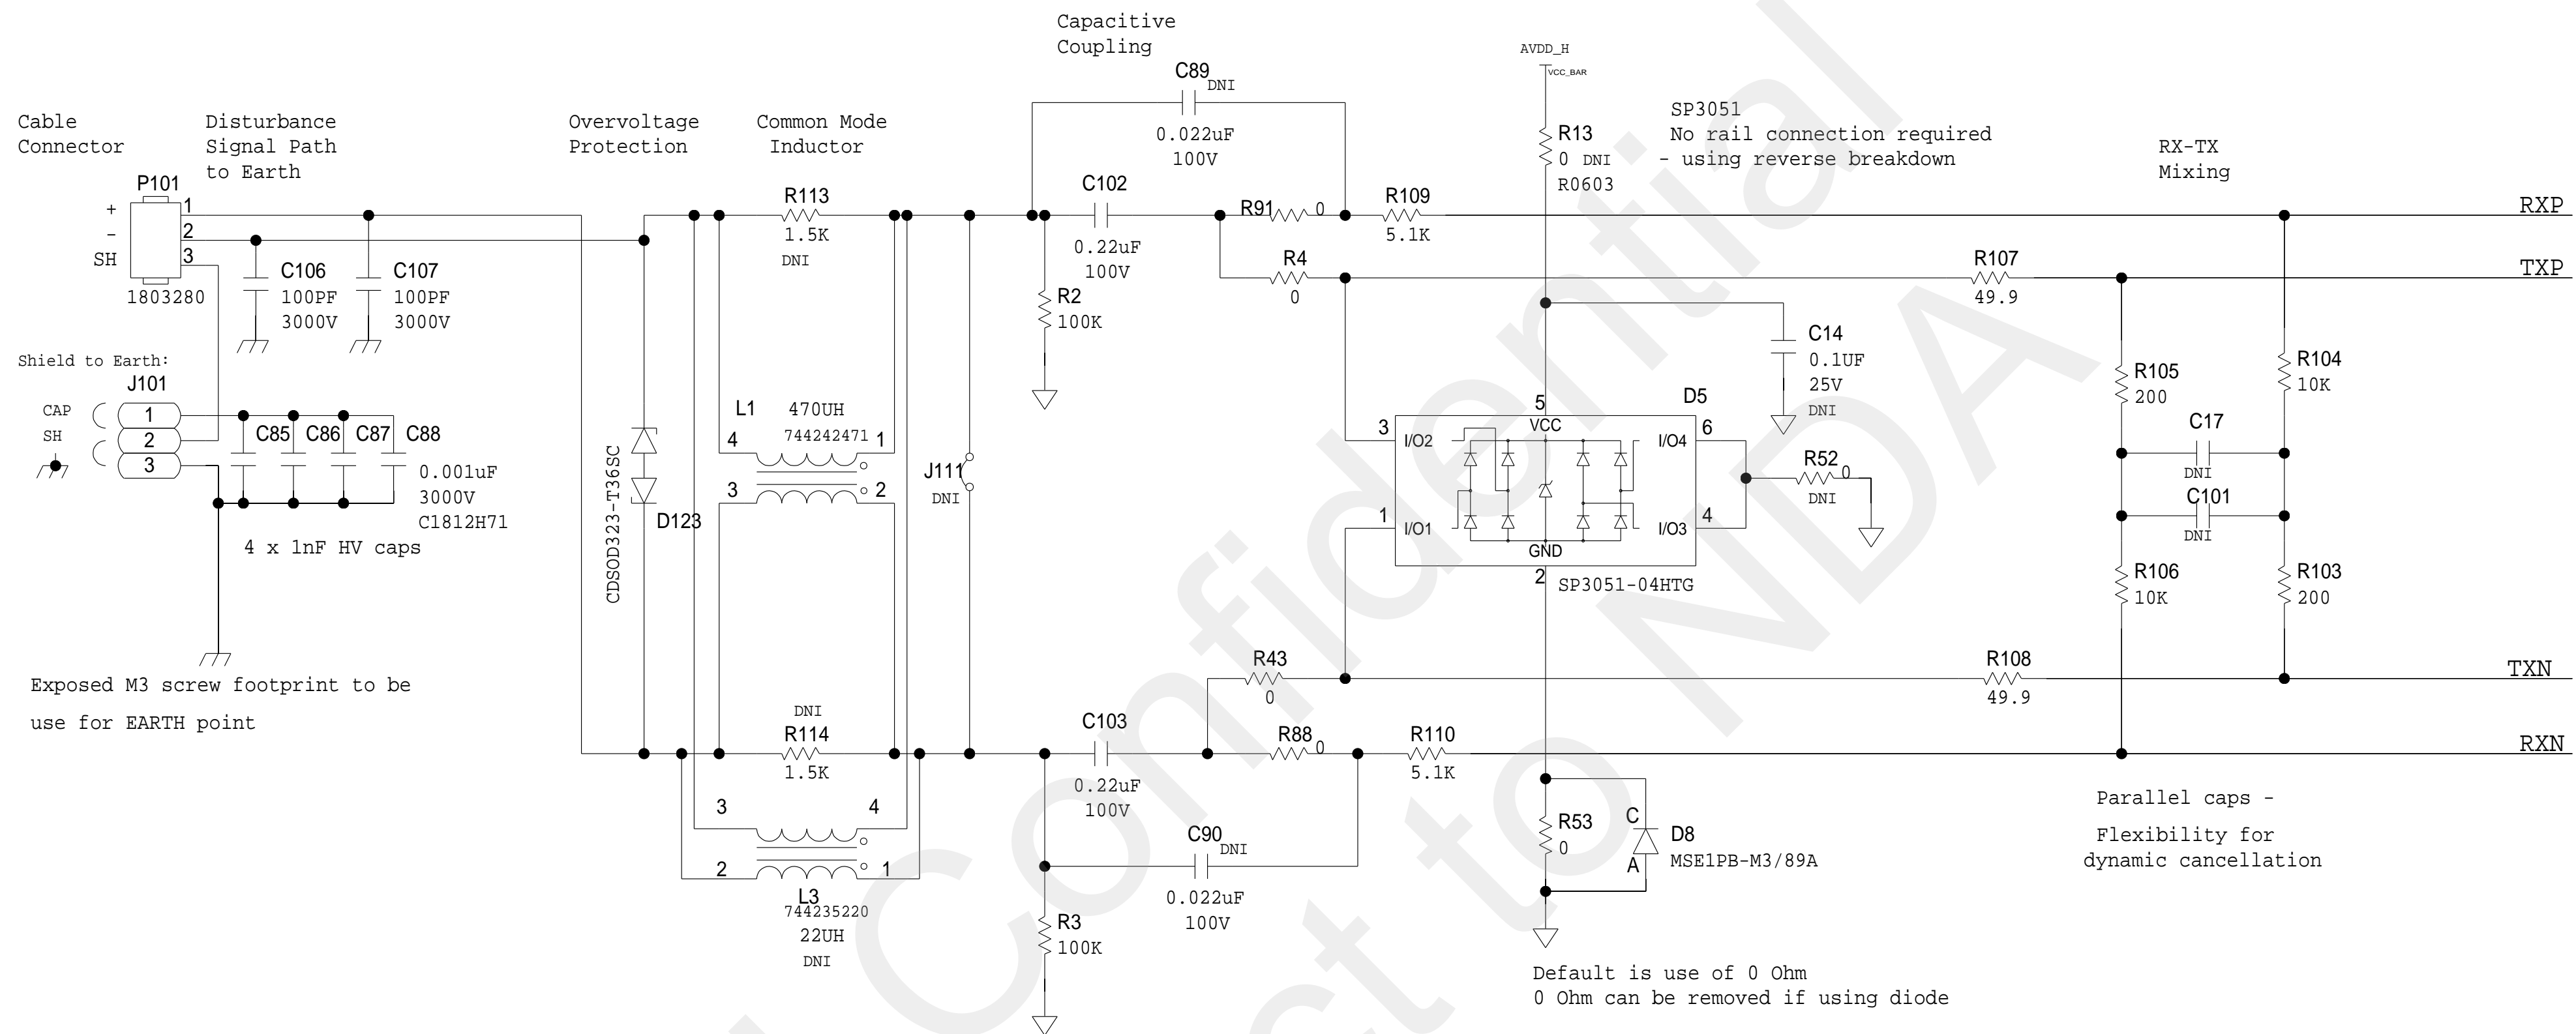 Capacitive
Coupling
C89
DNI
0.022uF
100V
AVDD_H
VCC_BAR
Cable
Connector
Disturbance
Signal Path
to Earth
Overvoltage
Protection
Common Mode
Inductor
R13
0 DNI
R0603
SP3051
No rail connection required
- using reverse breakdown
RX-TX
Mixing
P101
+
-
SH
1
2
3
1803280
C106
100PF
3000V
C107
100PF
3000V
R113
1.5K
DNI
C102
0.22uF
100V
R91
0
R109
5.1K
RXP
R2
100K
R4
0
R107
49.9
TXP
Shield to Earth:
J101
CAP
SH
1
2
3
C85
C86
C87
C88
0.001uF
3000V
C1812H71
4 x 1nF HV caps
CDSOD323-T36SC
D123
L1
470UH
744242471
4
1
3
2
J111
DNI
C14
0.1UF
25V
DNI
D5
5
VCC
3
I/O2
I/O4
6
1
I/O1
I/O3
4
GND
2
SP3051-04HTG
R52
0
DNI
R105
200
R104
10K
C17
DNI
C101
DNI
R106
10K
R103
200
Exposed M3 screw footprint to be
use for EARTH point
R43
0
R108
49.9
TXN
DNI
R114
1.5K
C103
0.22uF
100V
R88
0
R110
5.1K
RXN
3
4
2
1
L3
744235220
22UH
DNI
C90
DNI
0.022uF
100V
R3
100K
R53
0
C
A
D8
MSE1PB-M3/89A
Parallel caps -
Flexibility for
dynamic cancellation
Default is use of 0 Ohm
0 Ohm can be removed if using diode
Confidential
to NDA